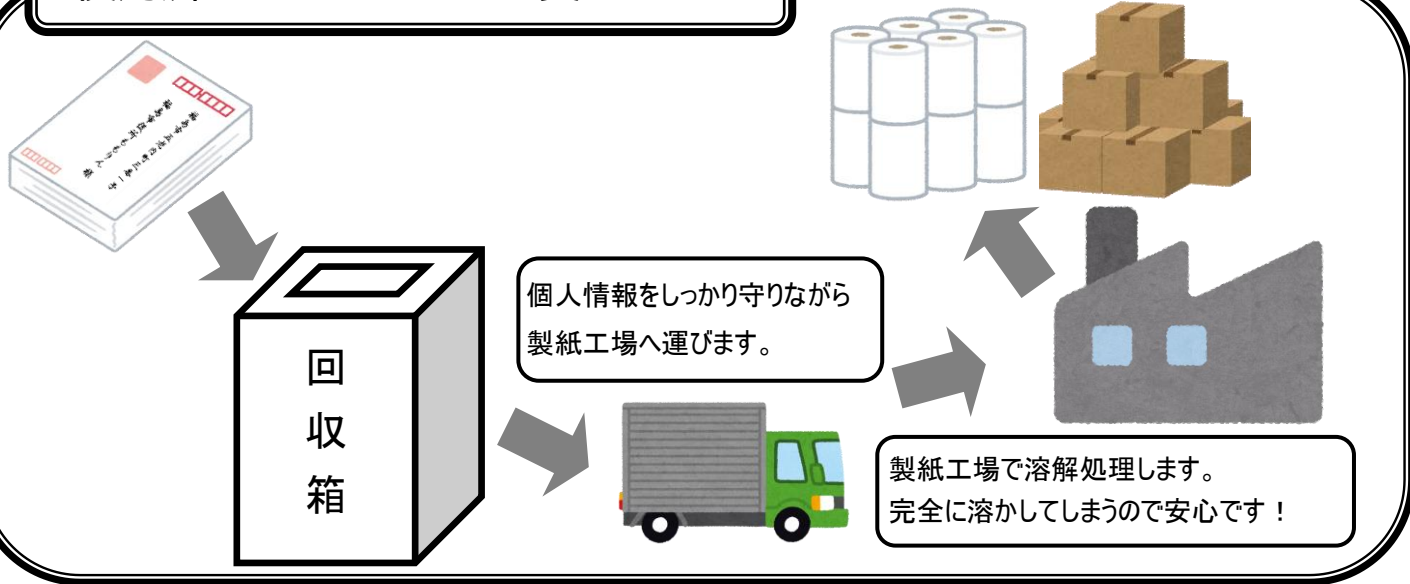 回収箱
個人情報をしっかり守りながら
製紙工場へ運びます。
製紙工場で溶解処理します。
完全に溶かしてしまうので安心です！